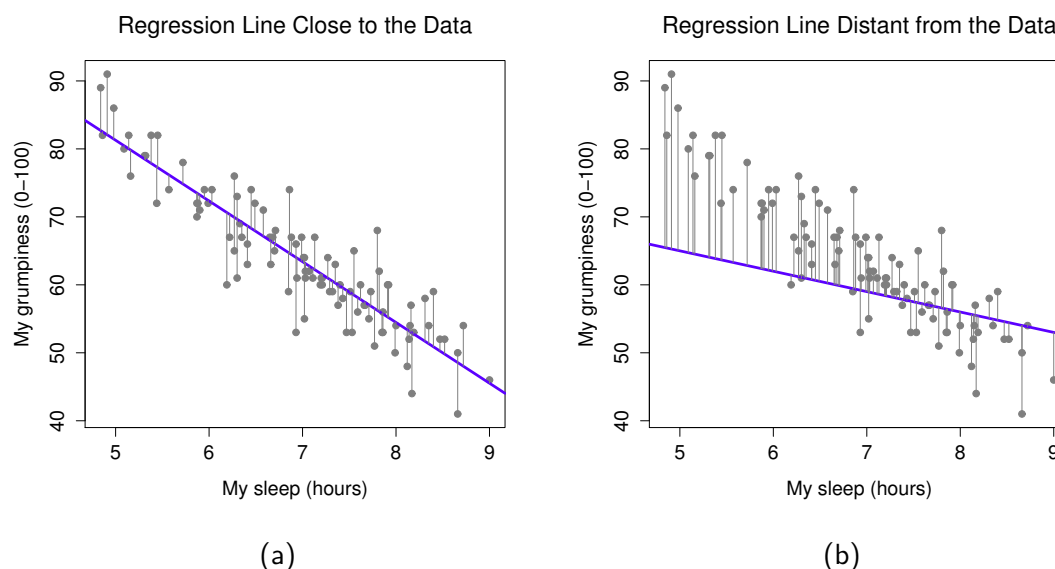 Regression Line Close to the Data
90
80
70
60
50
40
My grumpiness (0−100)
5 6 7 8 9
My sleep (hours)
(a)
Regression Line Distant from the Data
90
80
70
60
50
40
My grumpiness (0−100)
5 6 7 8 9
My sleep (hours)
(b)